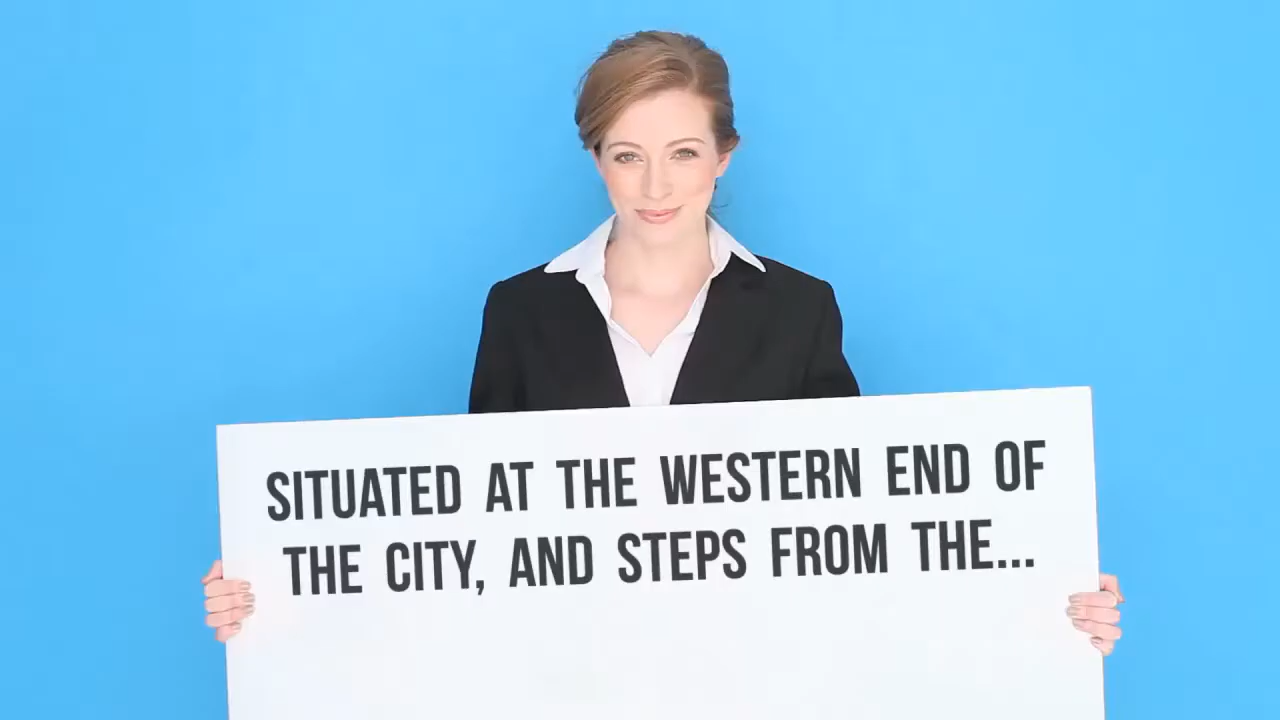 SITUATED AT THE WESTERN END OF
THE CITY, AND STEPS FROM THE...